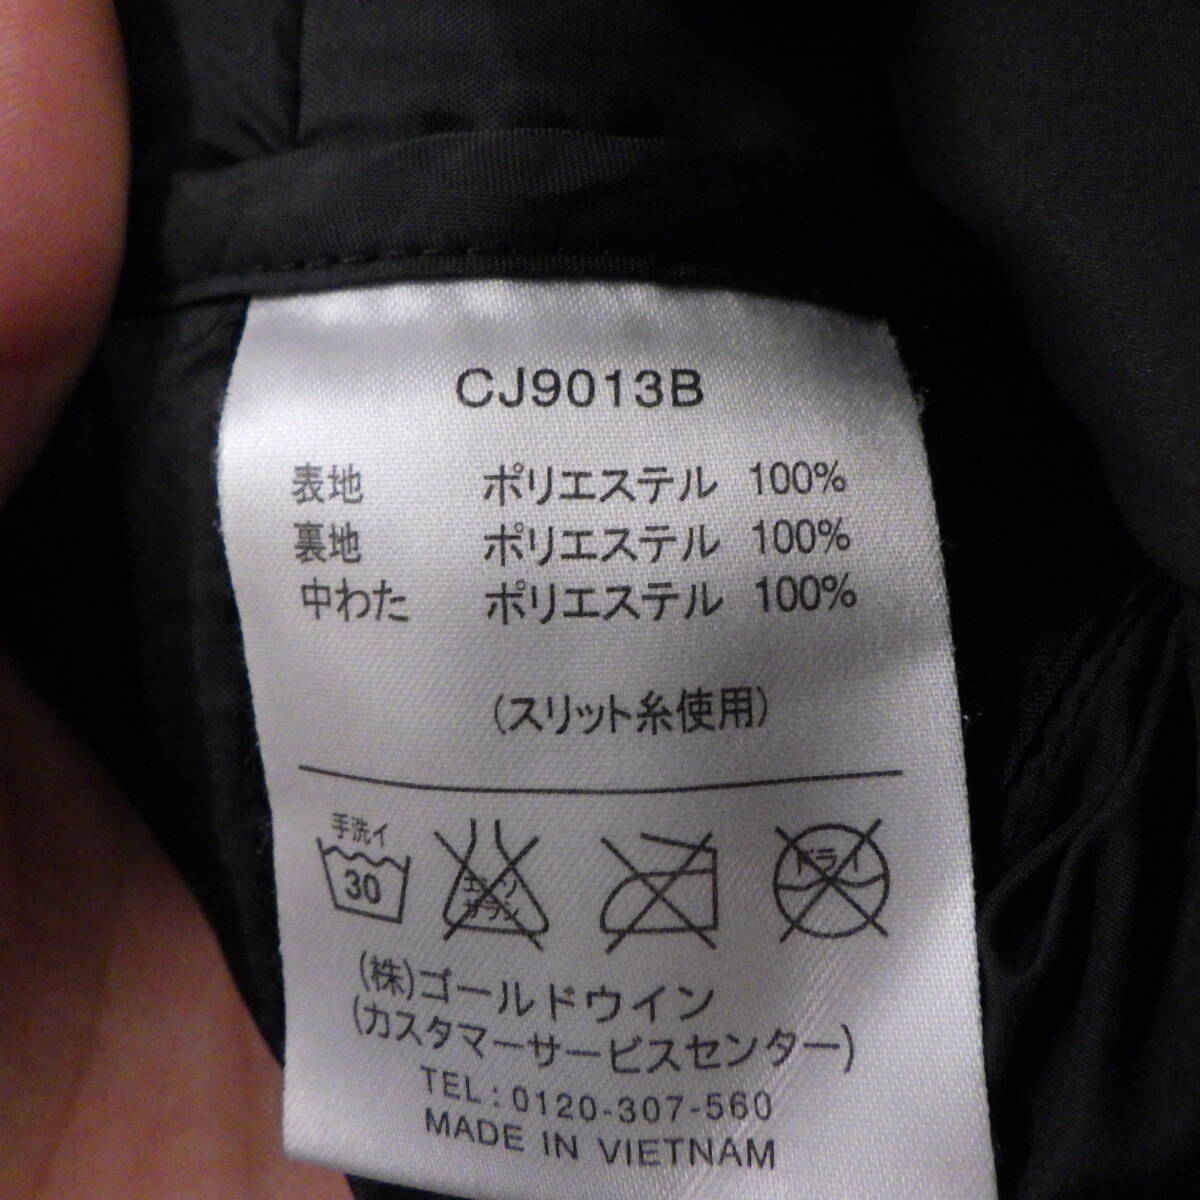 CJ9013B
表地 ポリエステル 100%
裏地 ポリエステル 100%
中わた ポリエステル 100%
(スリット糸使用)
手洗イ
30
エンソ
サラシ
ドライ
(株)ゴールドウイン
(カスタマーサービスセンター)
TEL：0120-307-560
MADE IN VIETNAM